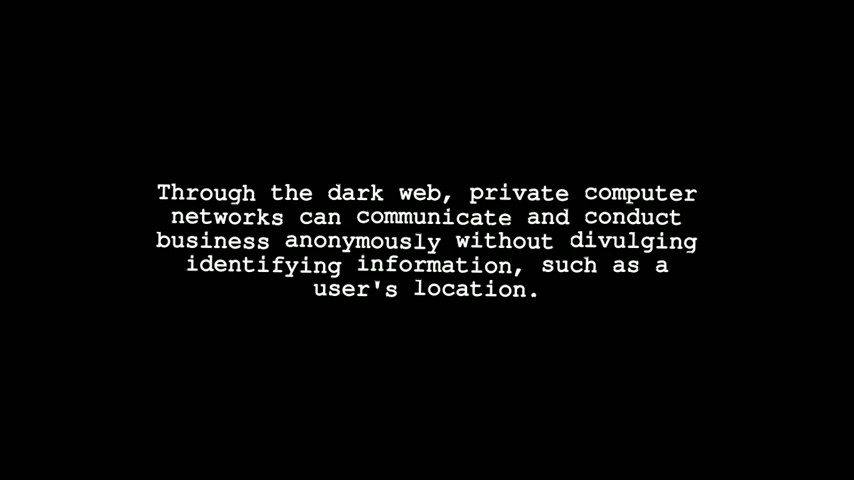 Through the dark web, private computer
networks can communicate and conduct
business anonymously without divulging
identifying information, such as a
user's location.